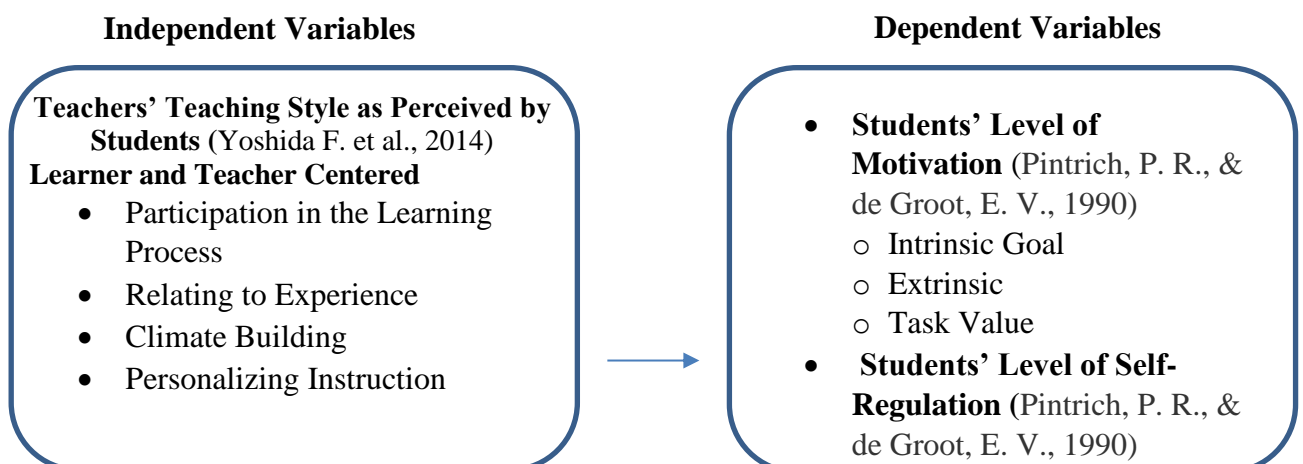 Independent Variables
Teachers’ Teaching Style as Perceived by
Students (Yoshida F. et al., 2014)
Learner and Teacher Centered
• Participation in the Learning
Process
• Relating to Experience
• Climate Building
• Personalizing Instruction
Dependent Variables
• Students’ Level of
Motivation (Pintrich, P. R., &
de Groot, E. V., 1990)
o Intrinsic Goal
o Extrinsic
o Task Value
• Students’ Level of Self-
Regulation (Pintrich, P. R., &
de Groot, E. V., 1990)